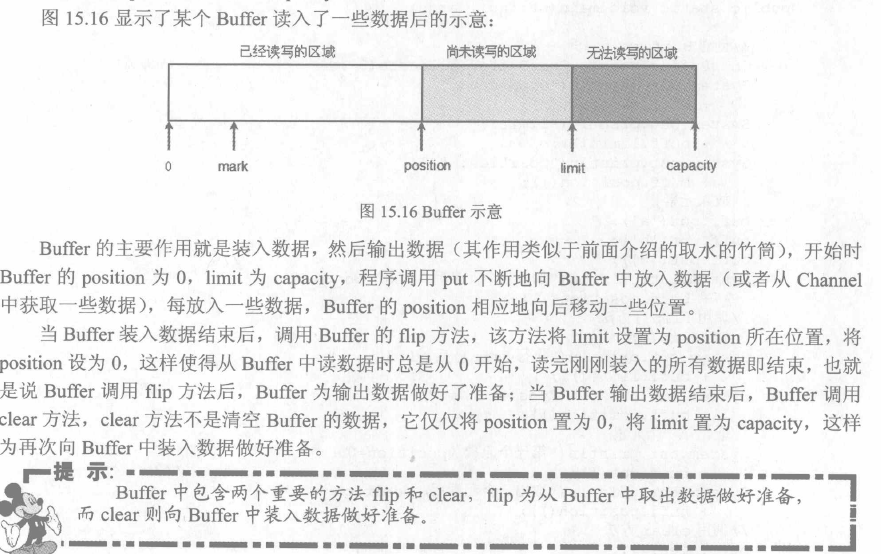 图 15.16 显示了某个 Buffer 读入了一些数据后的示意：
已经读写的区域 尚未读写的区域 无法读写的区域
0 mark position limit capacity
图 15.16 Buffer 示意
Buffer 的主要作用就是装入数据，然后输出数据（其作用类似于前面介绍的取水的竹筒），开始时
Buffer 的 position 为 0，limit 为 capacity，程序调用 put 不断地向 Buffer 中放入数据（或者从 Channel
中获取一些数据），每放入一些数据，Buffer 的 position 相应地向后移动一些位置。
当 Buffer 装入数据结束后，调用 Buffer 的 flip 方法，该方法将 limit 设置为 position 所在位置，将
position 设为 0，这样使得从 Buffer 中读数据时总是从 0 开始，读完刚刚装入的所有数据即结束，也就
是说 Buffer 调用 flip 方法后，Buffer 为输出数据做好了准备；当 Buffer 输出数据结束后，Buffer 调用
clear 方法，clear 方法不是清空 Buffer 的数据，它仅仅将 position 置为 0，将 limit 置为 capacity，这样
为再次向 Buffer 中装入数据做好准备。
提 示:
Buffer 中包含两个重要的方法 flip 和 clear，flip 为从 Buffer 中取出数据做好准备，
而 clear 则向 Buffer 中装入数据做好准备。